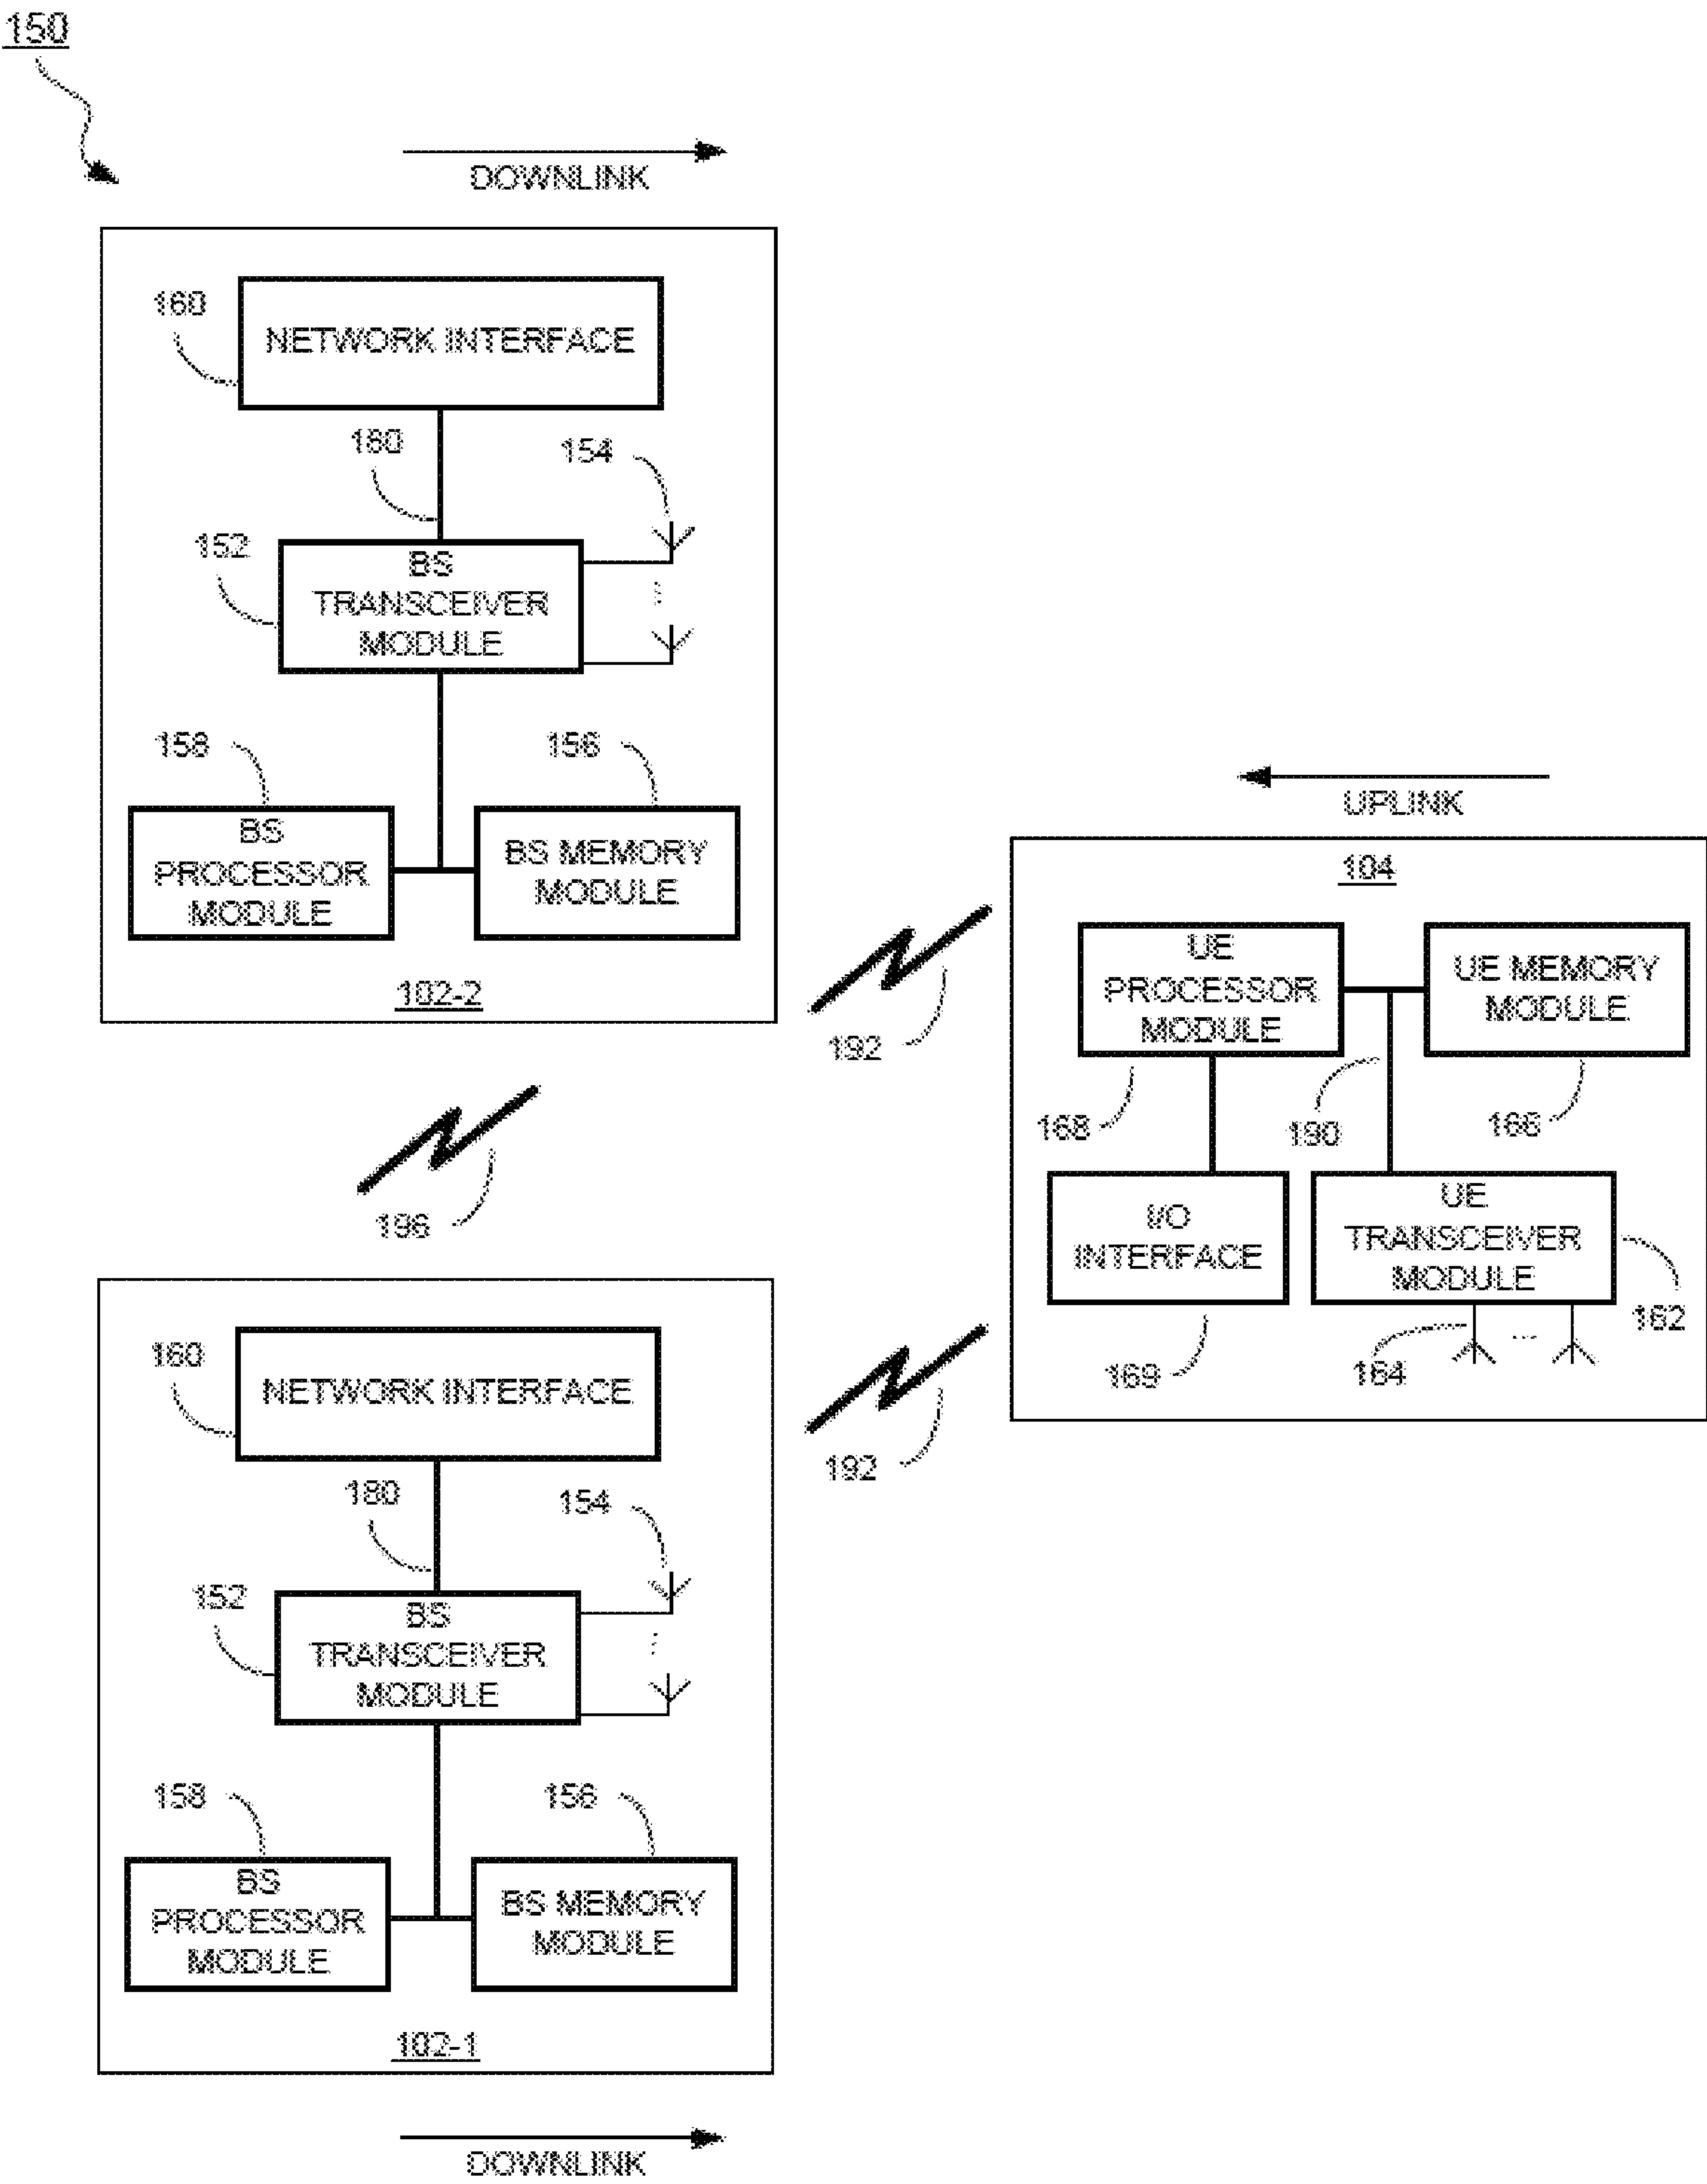 150
DOWNLINK
160
NETWORK INTERFACE
180
154
152
BS
TRANSCEIVER
MODULE
158
156
BS
PROCESSOR
MODULE
BS MEMORY
MODULE
102-2
UPLINK
104
UE
PROCESSOR
MODULE
UE MEMORY
MODULE
192
168
190
166
196
I/O
INTERFACE
UE
TRANSCEIVER
MODULE
162
169
164
...
192
160
NETWORK INTERFACE
180
154
152
BS
TRANSCEIVER
MODULE
158
156
BS
PROCESSOR
MODULE
BS MEMORY
MODULE
102-1
DOWNLINK